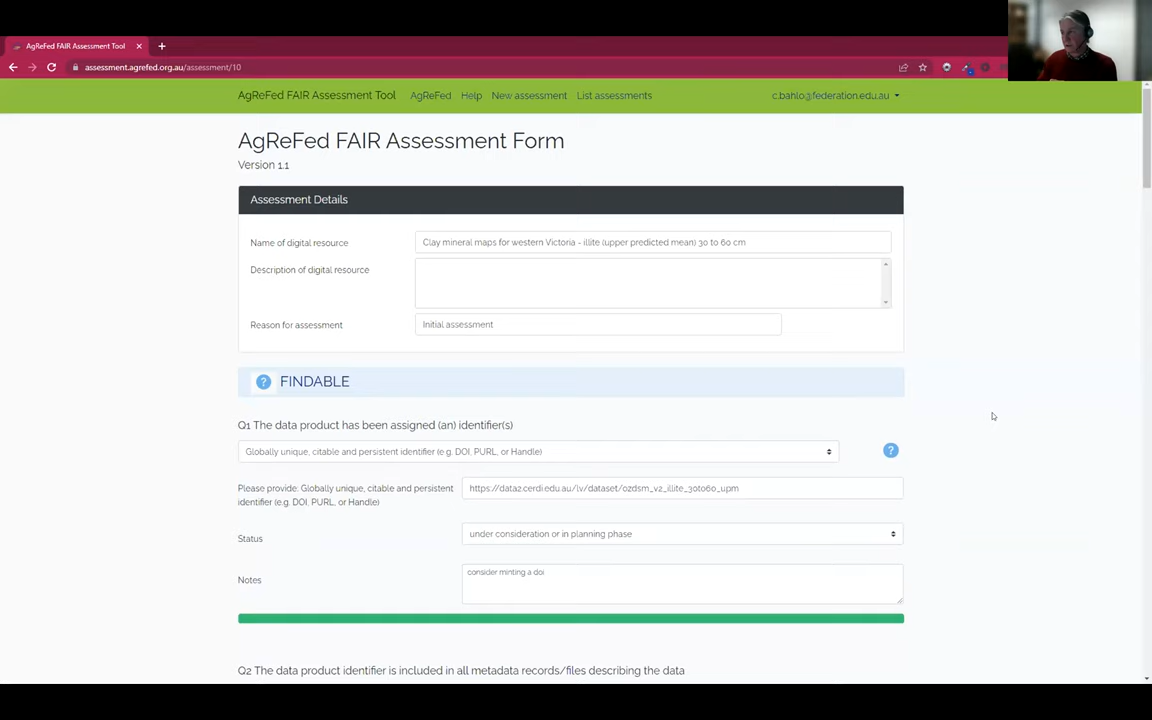 AgReFed FAIR Assessment Tool
assessment.agrefed.org.au/assessment/10
AgReFed FAIR Assessment Tool AgReFed Help New assessment List assessments c.bahlo@federation.edu.au
AgReFed FAIR Assessment Form
Version 1.1
Assessment Details
Name of digital resource Clay mineral maps for western Victoria - illite (upper predicted mean) 30 to 60 cm
Description of digital resource
Reason for assessment Initial assessment
? FINDABLE
Q1 The data product has been assigned (an) identifier(s)
Globally unique, citable and persistent identifier (e.g. DOI, PURL, or Handle) ?
Please provide: Globally unique, citable and persistent https://data2.cerdi.edu.au/lv/dataset/ozdsm_v2_illite_30to60_upm
identifier (e.g. DOI, PURL, or Handle)
Status under consideration or in planning phase
Notes consider minting a doi
Q2 The data product identifier is included in all metadata records/files describing the data